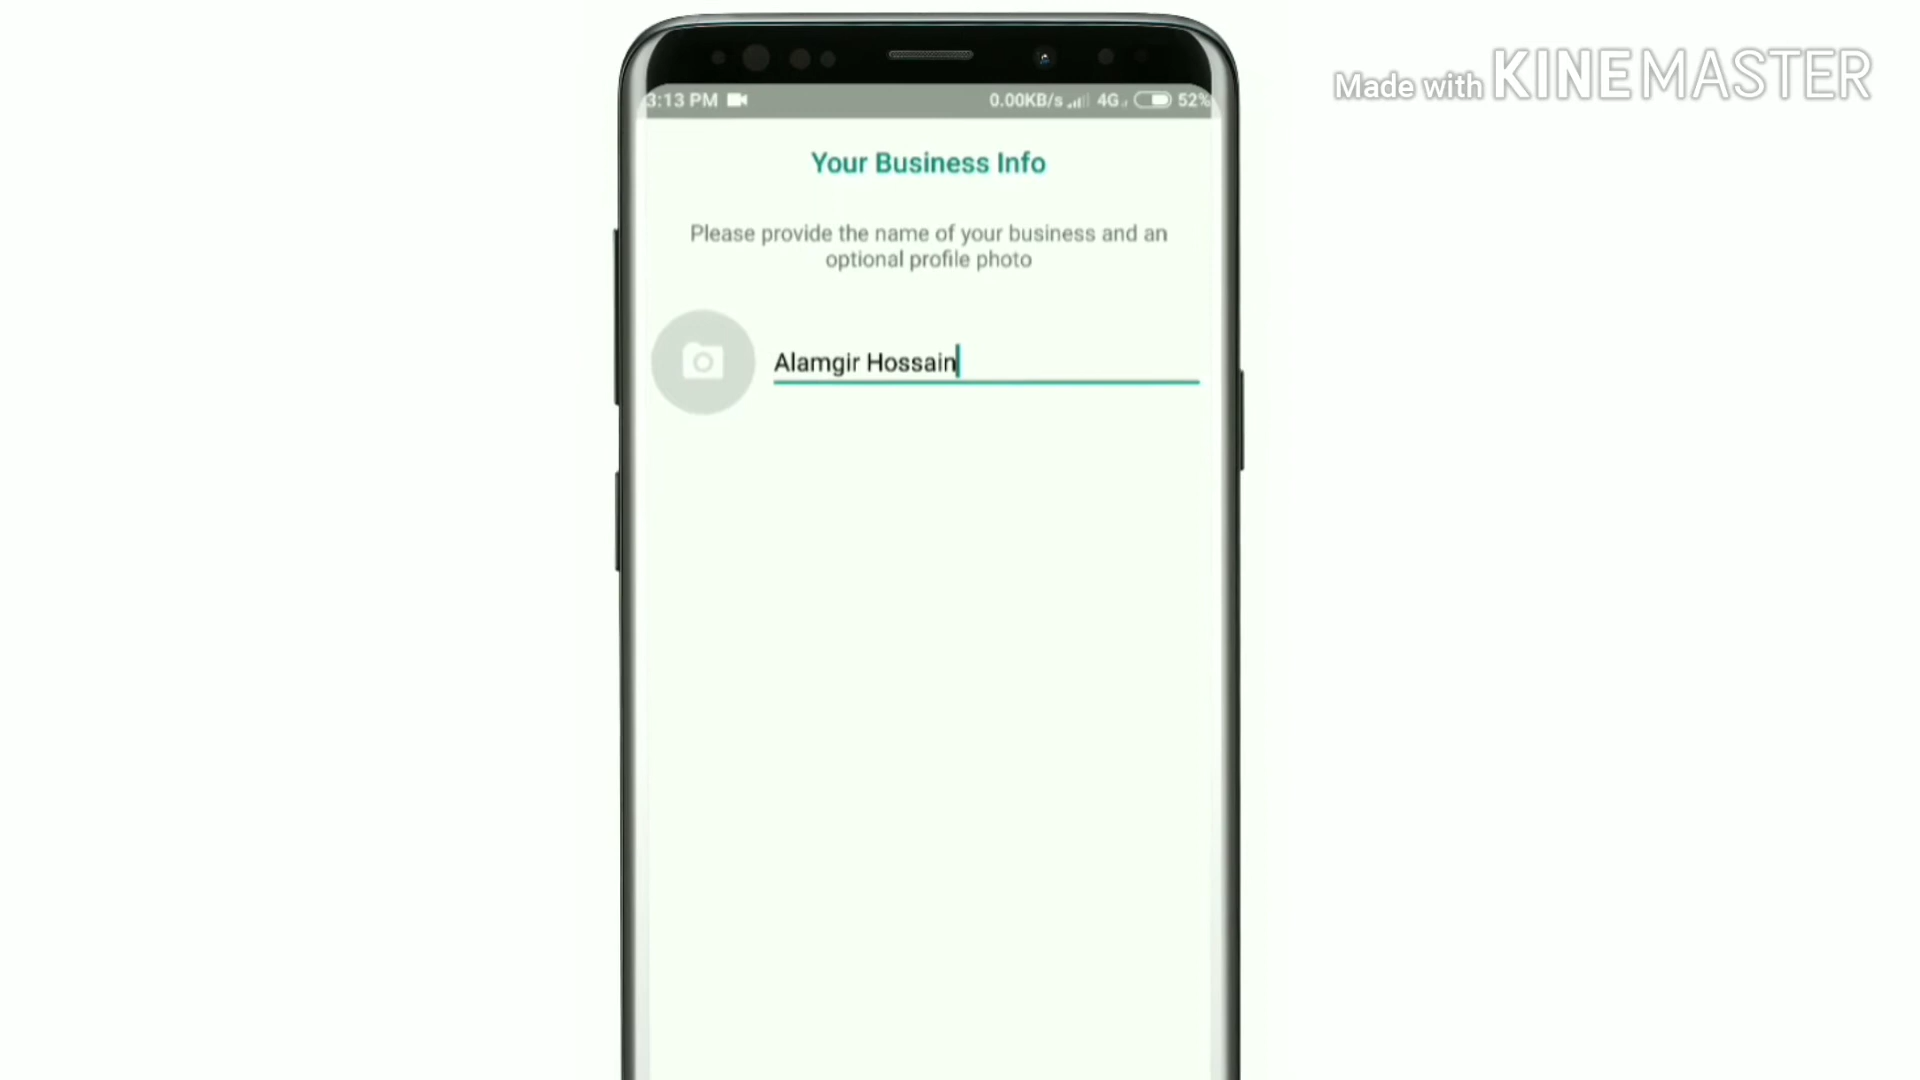 Made with KINEMASTER
3:13 PM 0.00KB/s 4G 52%
Your Business Info
Please provide the name of your business and an
optional profile photo
Alamgir Hossain